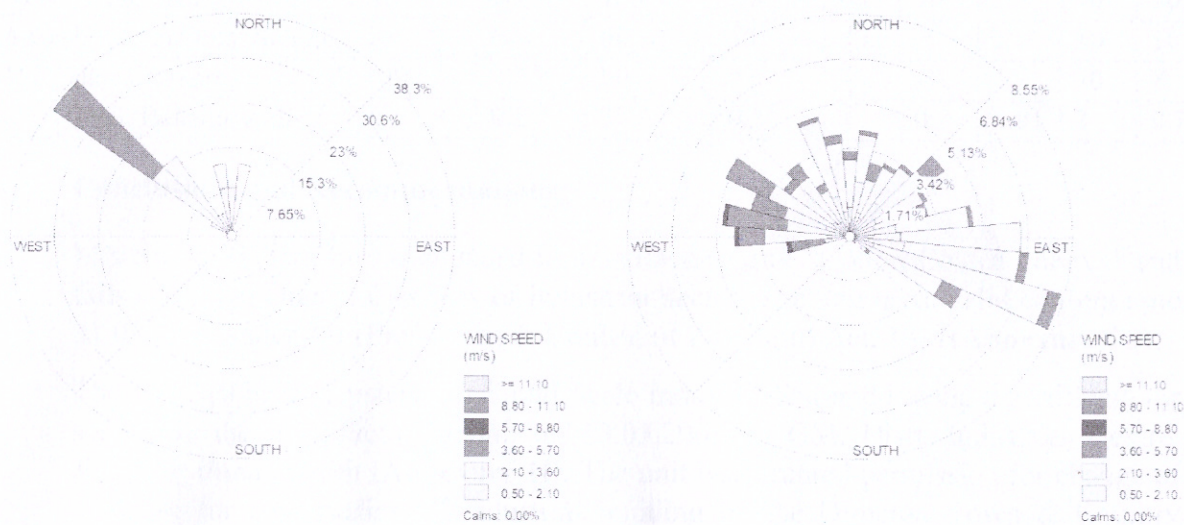 NORTH
38.3%
30.6%
23%
15.3%
7.65%
WEST
EAST
SOUTH
WIND SPEED
(m/s)
>= 11.10
8.80 - 11.10
5.70 - 8.80
3.60 - 5.70
2.10 - 3.60
0.50 - 2.10
Calms: 0.00%
NORTH
8.55%
6.84%
5.13%
3.42%
1.71%
WEST
EAST
SOUTH
WIND SPEED
(m/s)
>= 11.10
8.80 - 11.10
5.70 - 8.80
3.60 - 5.70
2.10 - 3.60
0.50 - 2.10
Calms: 0.00%